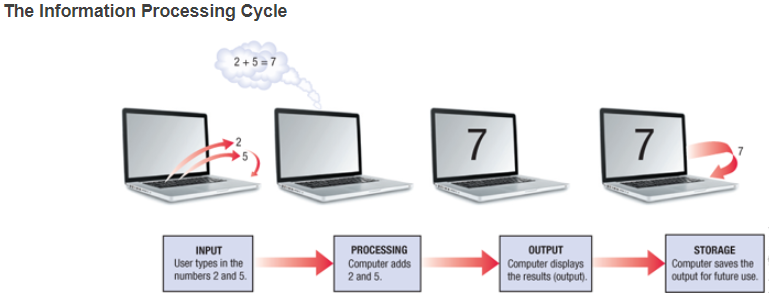 The Information Processing Cycle
2 + 5 = 7
2
5
7
7
7
INPUT
User types in the
numbers 2 and 5.
PROCESSING
Computer adds
2 and 5.
OUTPUT
Computer displays
the results (output).
STORAGE
Computer saves the
output for future use.